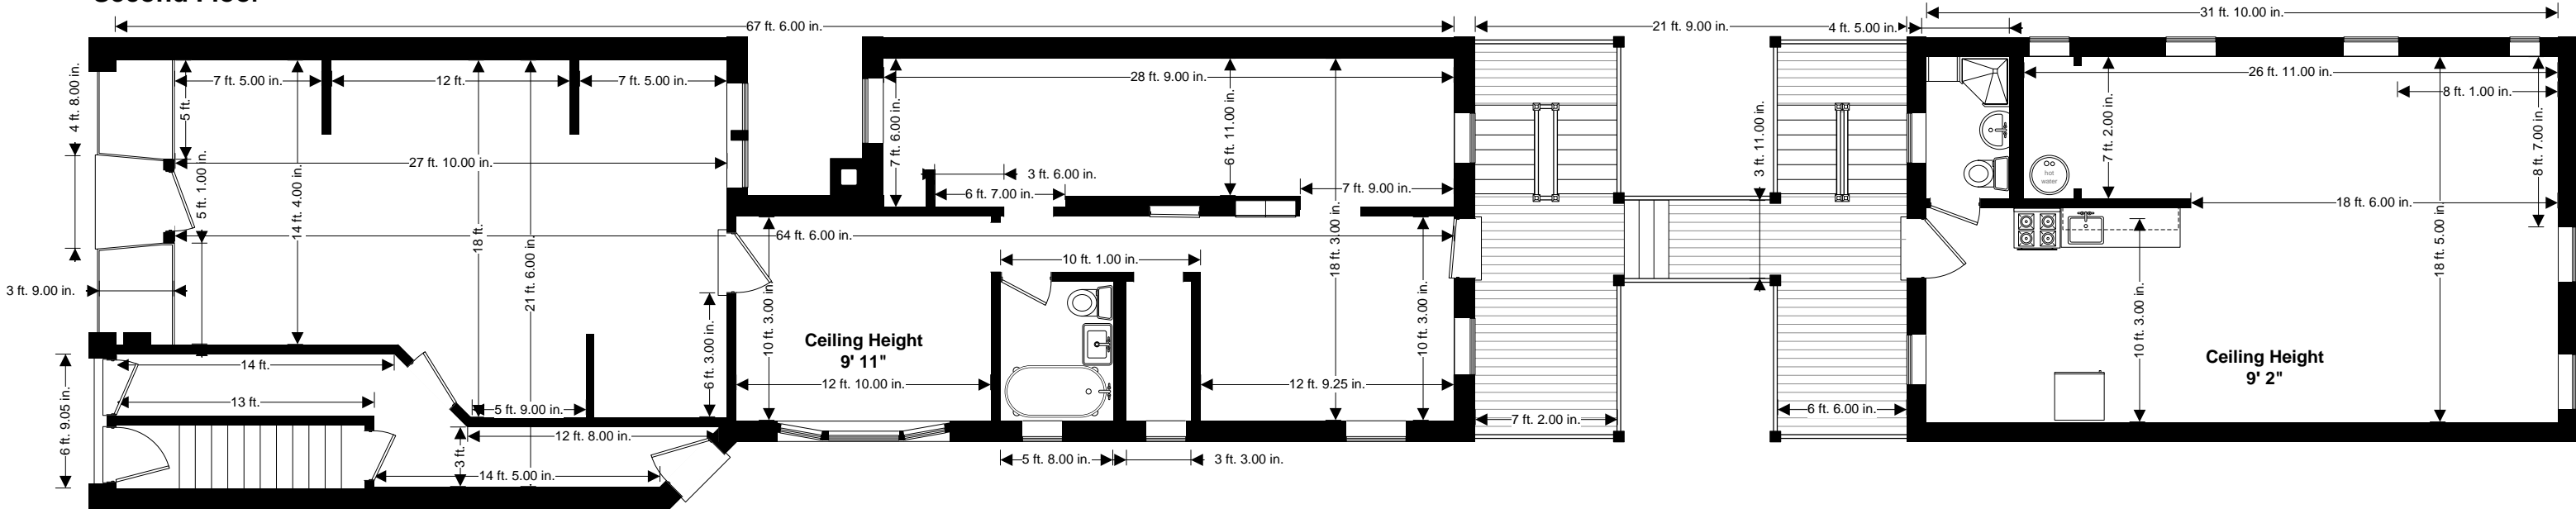 Second Floor
67 ft. 6.00 in.
21 ft. 9.00 in.
4 ft. 5.00 in.
31 ft. 10.00 in.
7 ft. 5.00 in.
12 ft.
7 ft. 5.00 in.
28 ft. 9.00 in.
26 ft. 11.00 in.
8 ft. 1.00 in.
4 ft. 8.00 in.
5 ft.
7 ft. 6.00 in.
6 ft. 11.00 in.
3 ft. 11.00 in.
7 ft. 2.00 in.
8 ft. 7.00 in.
27 ft. 10.00 in.
3 ft. 6.00 in.
6 ft. 7.00 in.
7 ft. 9.00 in.
hot
water
5 ft. 1.00 in.
14 ft. 4.00 in.
18 ft.
21 ft. 6.00 in.
64 ft. 6.00 in.
18 ft. 3.00 in.
18 ft. 6.00 in.
18 ft. 5.00 in.
10 ft. 1.00 in.
3 ft. 9.00 in.
10 ft. 3.00 in.
6 ft. 3.00 in.
Ceiling Height
9' 11"
10 ft. 3.00 in.
10 ft. 3.00 in.
Ceiling Height
9' 2"
14 ft.
12 ft. 10.00 in.
12 ft. 9.25 in.
13 ft.
5 ft. 9.00 in.
7 ft. 2.00 in.
6 ft. 6.00 in.
6 ft. 9.05 in.
12 ft. 8.00 in.
3 ft.
14 ft. 5.00 in.
5 ft. 8.00 in.
3 ft. 3.00 in.